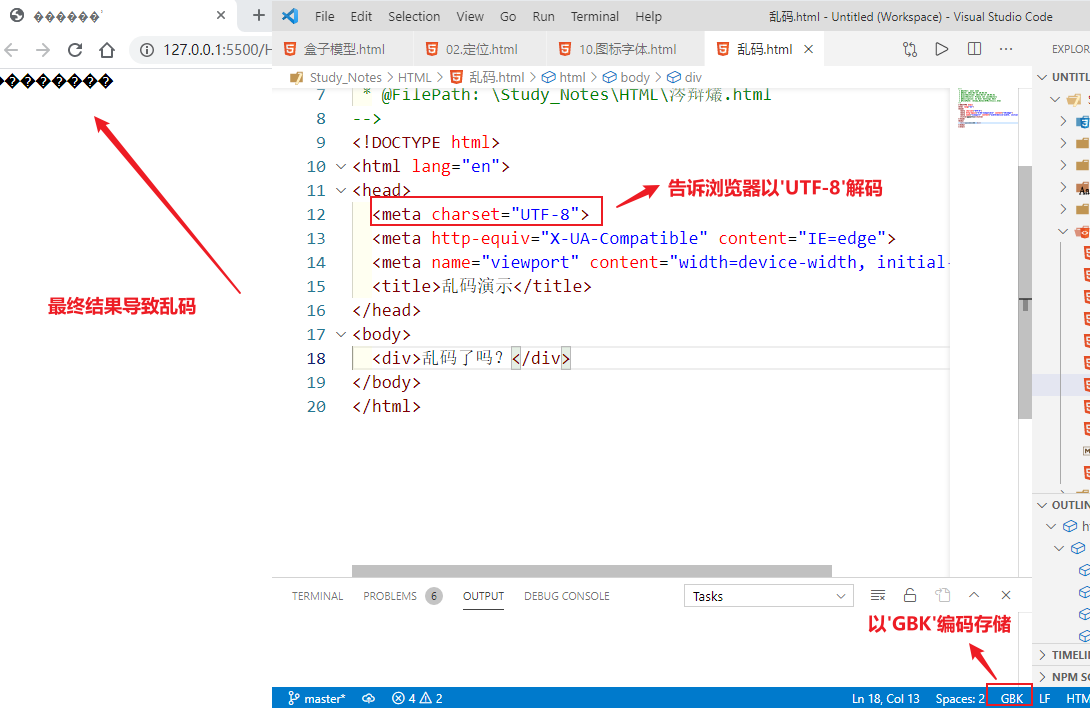 ������'
File Edit Selection View Go Run Terminal Help
乱码.html - Untitled (Workspace) - Visual Studio Code
盒子模型.html
02.定位.html
10.图标字体.html
乱码.html
EXPLOR
127.0.0.1:5500/H
Study_Notes > HTML > 乱码.html > html > body > div
UNTIT
���������
7 * @FilePath: \Study_Notes\HTML\涔辩爜.html
8 -->
9 <!DOCTYPE html>
10 <html lang="en">
11 <head>
告诉浏览器以'UTF-8'解码
12 <meta charset="UTF-8">
13 <meta http-equiv="X-UA-Compatible" content="IE=edge">
14 <meta name="viewport" content="width=device-width, initial-
15 <title>乱码演示</title>
最终结果导致乱码
16 </head>
17 <body>
18 <div>乱码了吗？</div>
19 </body>
20 </html>
OUTLIN
TERMINAL PROBLEMS 6 OUTPUT DEBUG CONSOLE Tasks
以'GBK'编码存储
TIMELI
NPM SC
master* 4 2 Ln 18, Col 13 Spaces: 2 GBK LF HTM